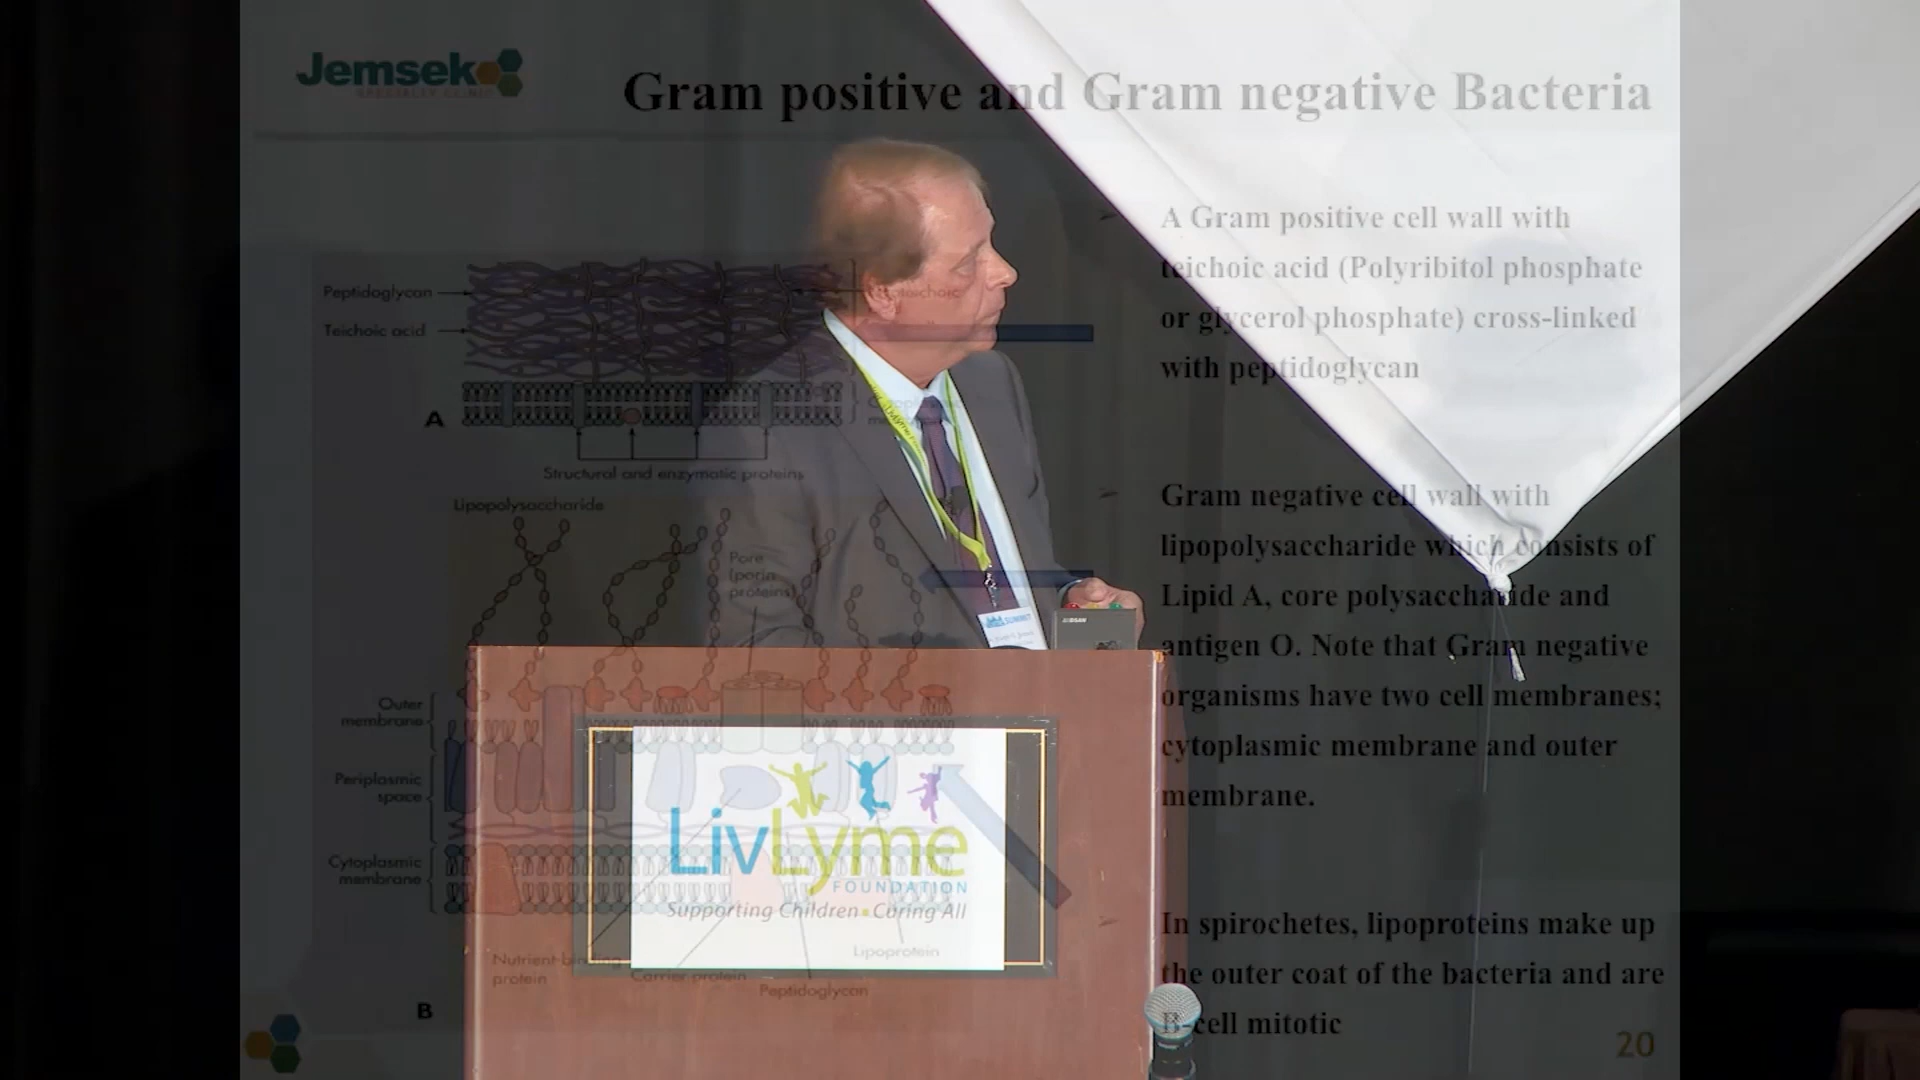 Jemsek
SPECIALTY CLINIC
Gram positive and Gram negative Bacteria
A Gram positive cell wall with
teichoic acid (Polyribitol phosphate
or glycerol phosphate) cross-linked
with peptidoglycan
Gram negative cell wall with
lipopolysaccharide which consists of
Lipid A, core polysaccharide and
antigen O. Note that Gram negative
organisms have two cell membranes;
cytoplasmic membrane and outer
membrane.
In spirochetes, lipoproteins make up
the outer coat of the bacteria and are
B-cell mitotic
20
Peptidoglycan
Teichoic acid
A
Structural and enzymatic proteins
Lipopolysaccharide
Pore
(porin
proteins)
Outer
membrane
Periplasmic
space
Cytoplasmic
membrane
Nutrient-binding
protein
Carrier protein
Peptidoglycan
Lipoprotein
B
SUMMIT
LivLyme
FOUNDATION
Supporting Children Curing All